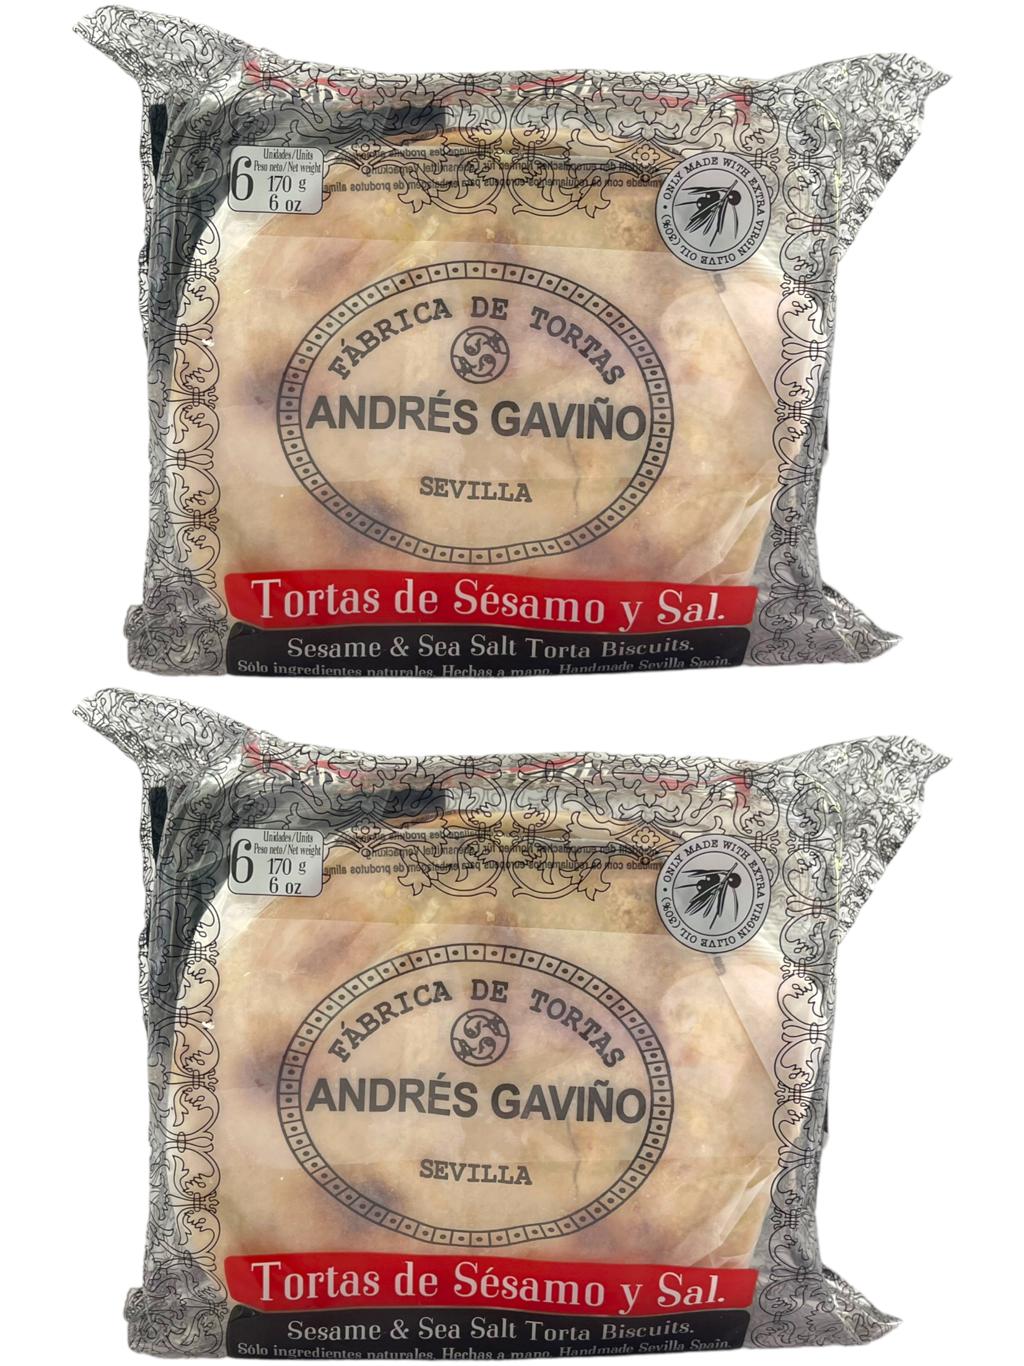 Unidades/Units
Peso neto/Net weight
6
170 g
6 oz
ONLY MADE WITH EXTRA VIRGIN OLIVE OIL (30%) •
FÁBRICA DE TORTAS
ANDRÉS GAVIÑO
SEVILLA
Tortas de Sésamo y Sal.
Sesame & Sea Salt Torta Biscuits.
Sólo ingredientes naturales. Hechas a mano. Handmade Sevilla Spain.
Unidades/Units
Peso neto/Net weight
6
170 g
6 oz
ONLY MADE WITH EXTRA VIRGIN OLIVE OIL (30%) •
FÁBRICA DE TORTAS
ANDRÉS GAVIÑO
SEVILLA
Tortas de Sésamo y Sal.
Sesame & Sea Salt Torta Biscuits.
Sólo ingredientes naturales. Hechas a mano. Handmade Sevilla Spain.